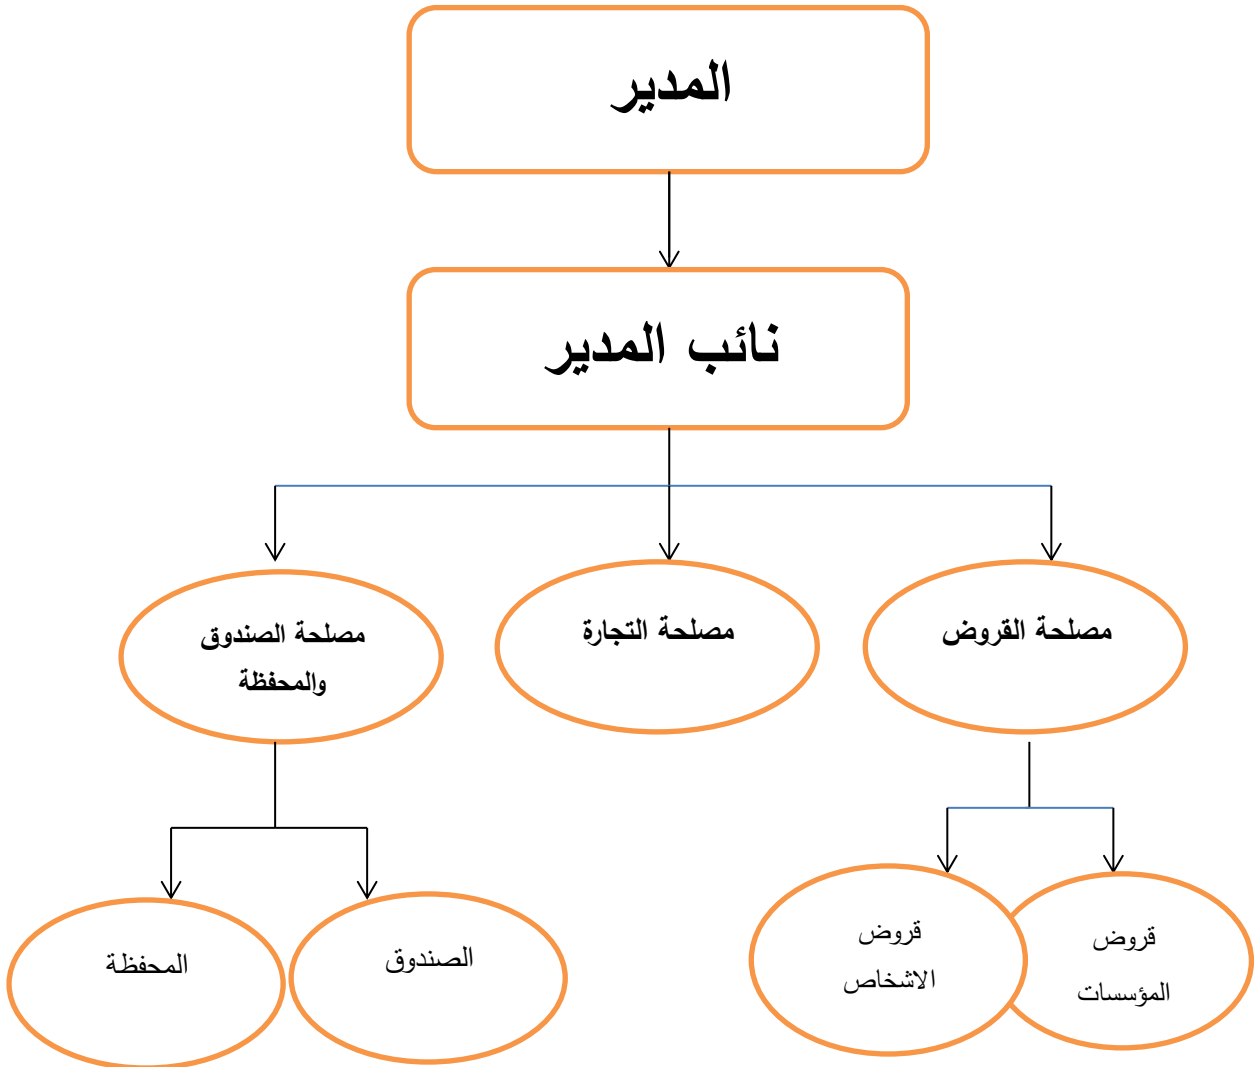 المدير
نائب المدير
مصلحة القروض
مصلحة التجارة
مصلحة الصندوق
والمحفظة
قروض
المؤسسات
قروض
الاشخاص
الصندوق
المحفظة